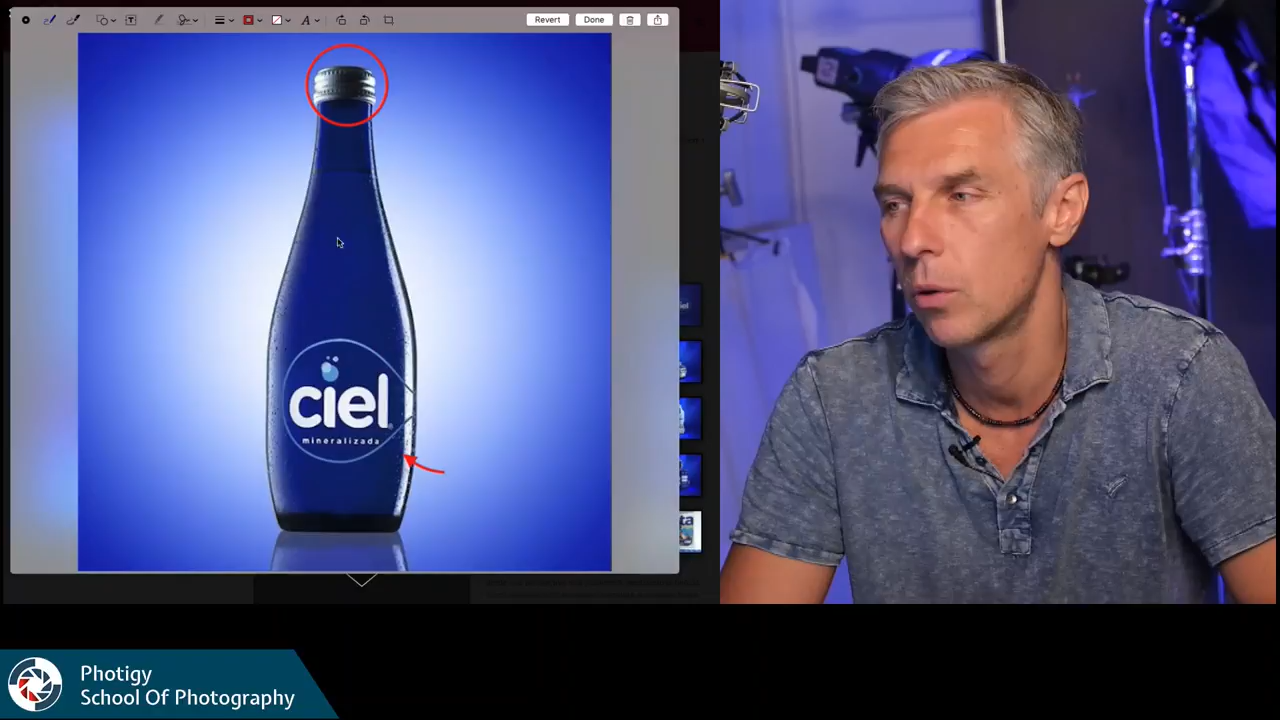 Revert
Done
A
ciel
mineralizada
Photigy
School Of Photography